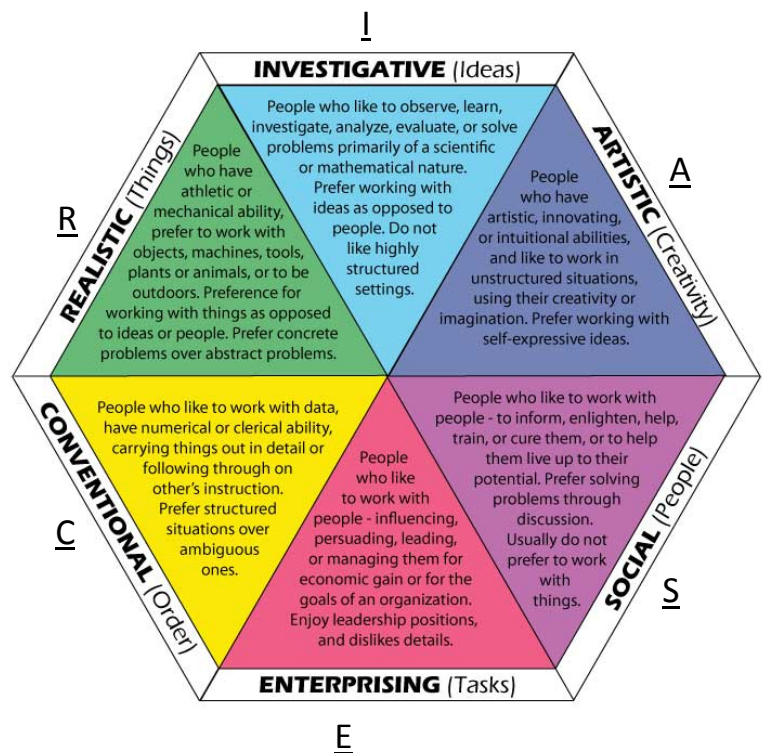 I
INVESTIGATIVE (Ideas)
People who like to observe, learn,
investigate, analyze, evaluate, or solve
problems primarily of a scientific
or mathematical nature.
Prefer working with
ideas as opposed to
people. Do not
like highly
structured
settings.
A
ARTISTIC (Creativity)
People
who have
artistic, innovating,
or intuitional abilities,
and like to work in
unstructured situations,
using their creativity or
imagination. Prefer working with
self-expressive ideas.
S
SOCIAL (People)
People who like to work with
people - to inform, enlighten, help,
train, or cure them, or to help
them live up to their
potential. Prefer solving
problems through
discussion.
Usually do not
prefer to work
with
things.
E
ENTERPRISING (Tasks)
People
who like
to work with
people - influencing,
persuading, leading,
or managing them for
economic gain or for the
goals of an organization.
Enjoy leadership positions,
and dislikes details.
C
CONVENTIONAL (Order)
People who like to work with data,
have numerical or clerical ability,
carrying things out in detail or
following through on
other's instruction.
Prefer structured
situations over
ambiguous
ones.
R
REALISTIC (Things)
People
who have
athletic or
mechanical ability,
prefer to work with
objects, machines, tools,
plants or animals, or to be
outdoors. Preference for
working with things as opposed
to ideas or people. Prefer concrete
problems over abstract problems.